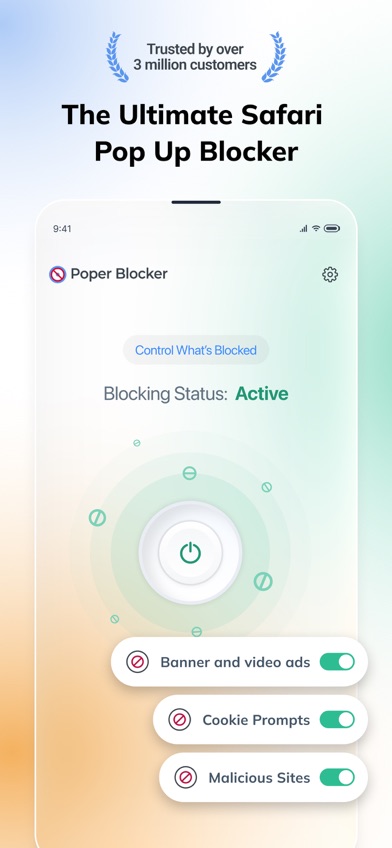 Trusted by over
3 million customers
The Ultimate Safari
Pop Up Blocker
9:41
Poper Blocker
Control What's Blocked
Blocking Status: Active
Banner and video ads
Cookie Prompts
Malicious Sites